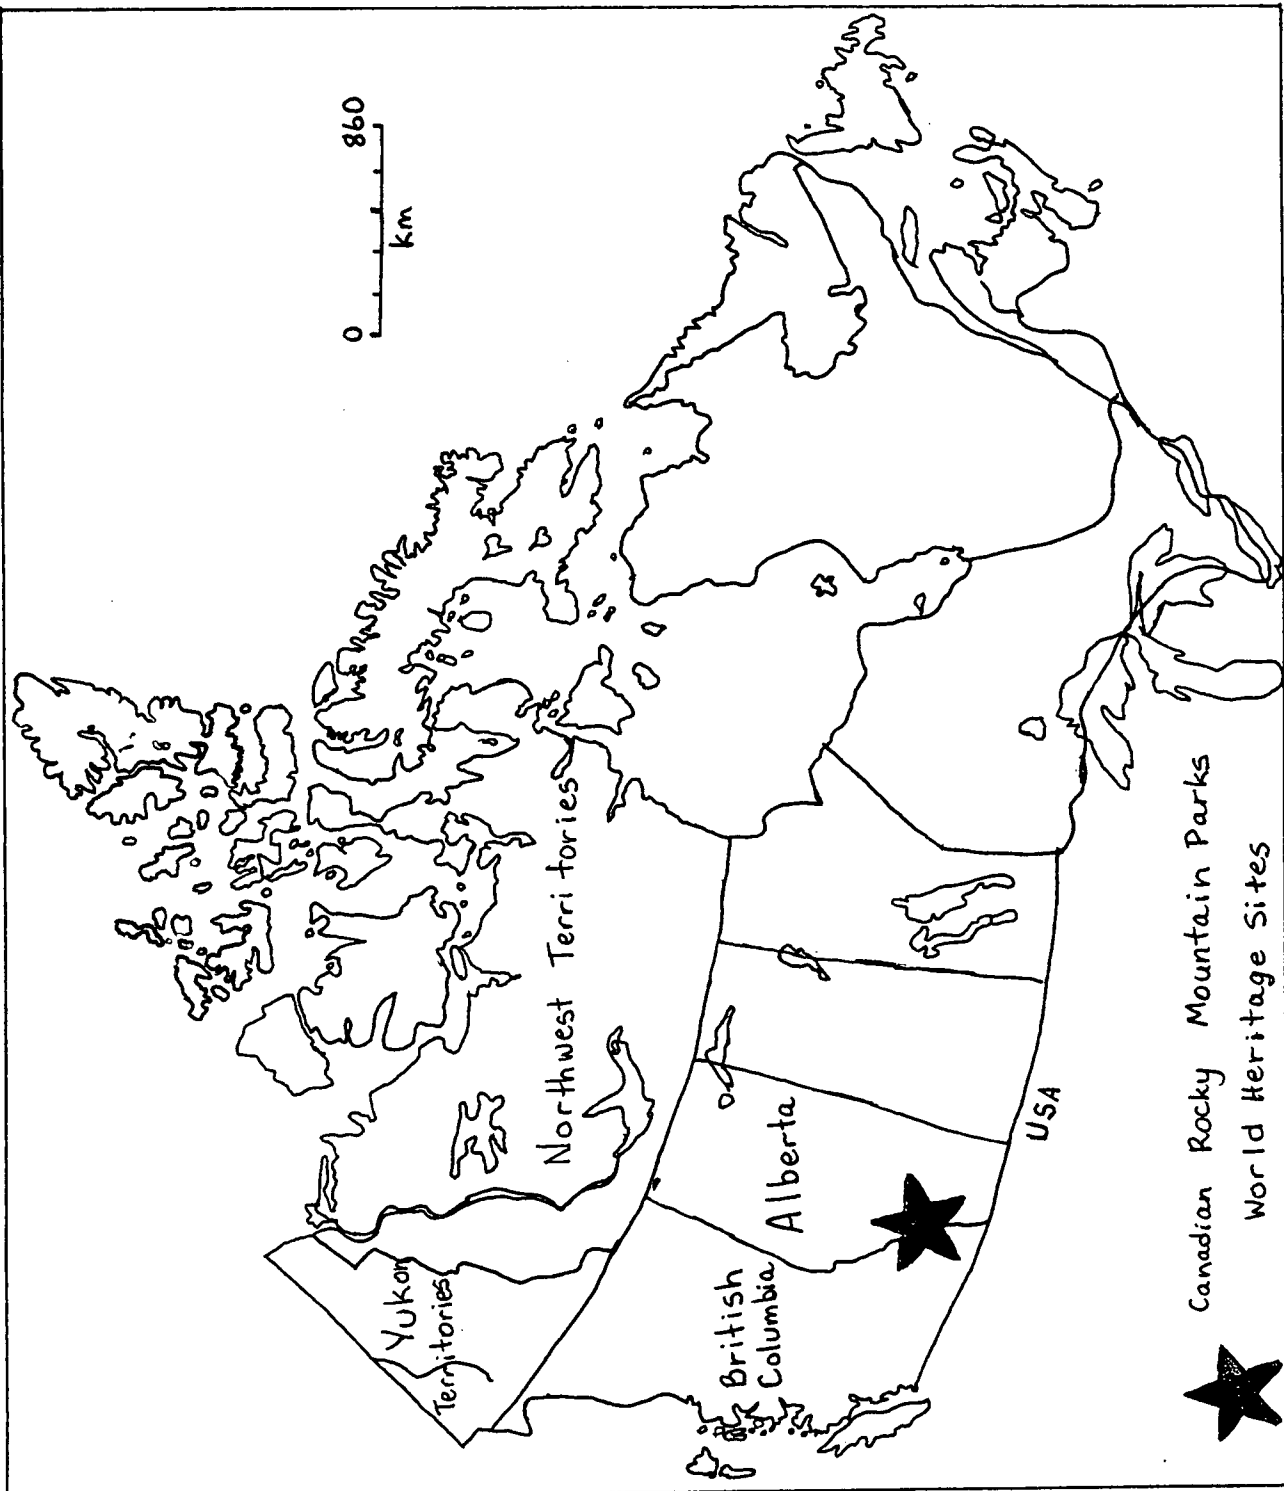 0 860
km
Yukon
Territories
Northwest Territories
British
Columbia
Alberta
USA
Canadian Rocky Mountain Parks
World Heritage Sites